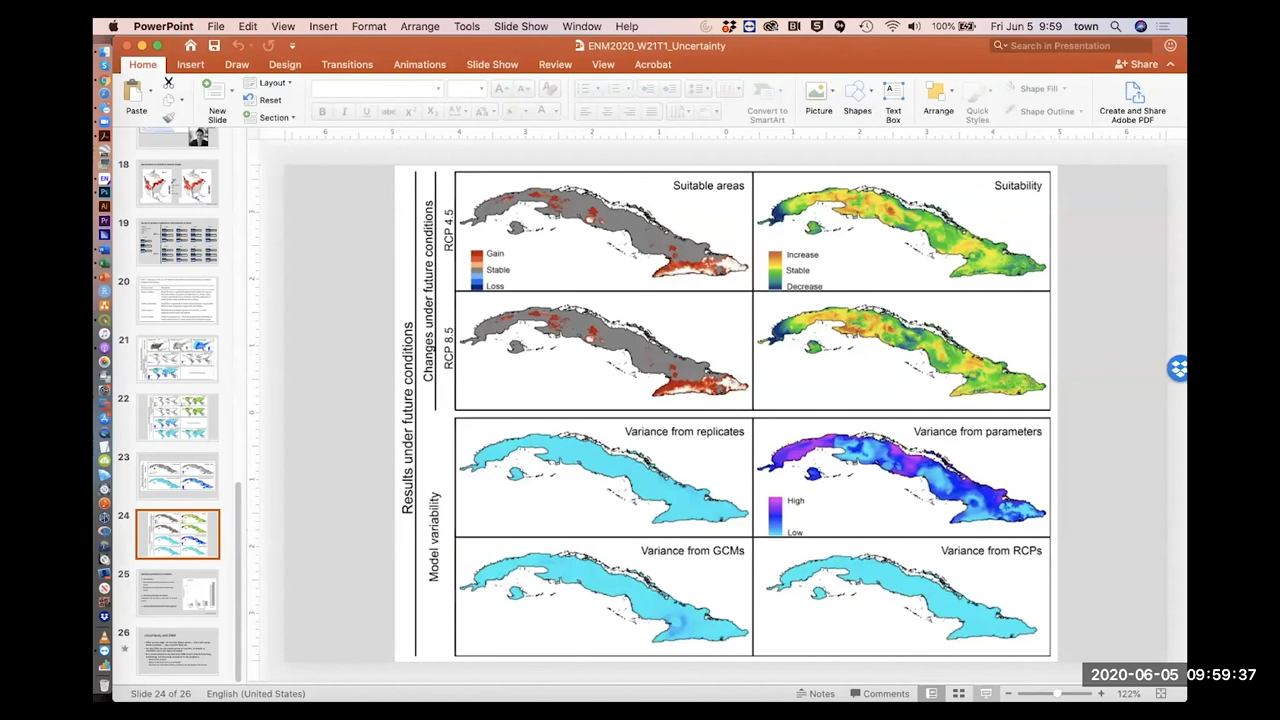 PowerPoint File Edit View Insert Format Arrange Tools Slide Show Window Help 100% Fri Jun 5 9:59 town
ENM2020_W21T1_Uncertainty
Search in Presentation
Home Insert Draw Design Transitions Animations Slide Show Review View Acrobat Share
Paste
New Slide
Layout
Reset
Section
Convert to SmartArt
Picture
Shapes
Text Box
Arrange
Quick Styles
Shape Fill
Shape Outline
Create and Share Adobe PDF
18
19
20
21
22
23
24
25
26
Results under future conditions
Changes under future conditions
RCP 4.5
Suitable areas
Gain
Stable
Loss
Suitability
Increase
Stable
Decrease
RCP 8.5
Model variability
Variance from replicates
Variance from parameters
High
Low
Variance from GCMs
Variance from RCPs
2020-06-05 09:59:37
Slide 24 of 26 English (United States) Notes Comments 122%